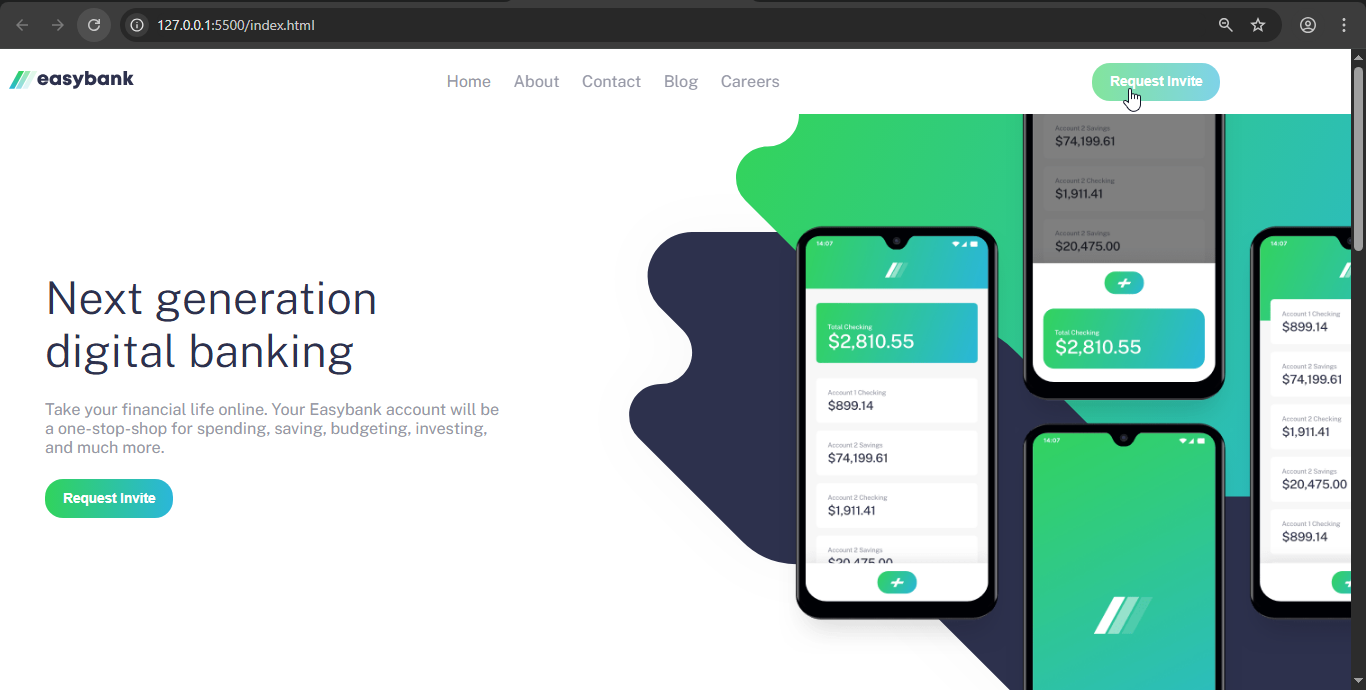 127.0.0.1:5500/index.html
easybank
Home About Contact Blog Careers
Request Invite
Next generation
digital banking
Take your financial life online. Your Easybank account will be
a one-stop-shop for spending, saving, budgeting, investing,
and much more.
Request Invite
14:07
Total Checking
$2,810.55
Account 1 Checking
$899.14
Account 2 Savings
$74,199.61
Account 2 Checking
$1,911.41
Account 2 Savings
$20,475.00
Account 2 Savings
$74,199.61
Account 2 Checking
$1,911.41
Account 2 Savings
$20,475.00
Total Checking
$2,810.55
14:07
14:07
Account 1 Checking
$899.14
Account 2 Savings
$74,199.61
Account 2 Checking
$1,911.41
Account 2 Savings
$20,475.00
Account 1 Checking
$899.14